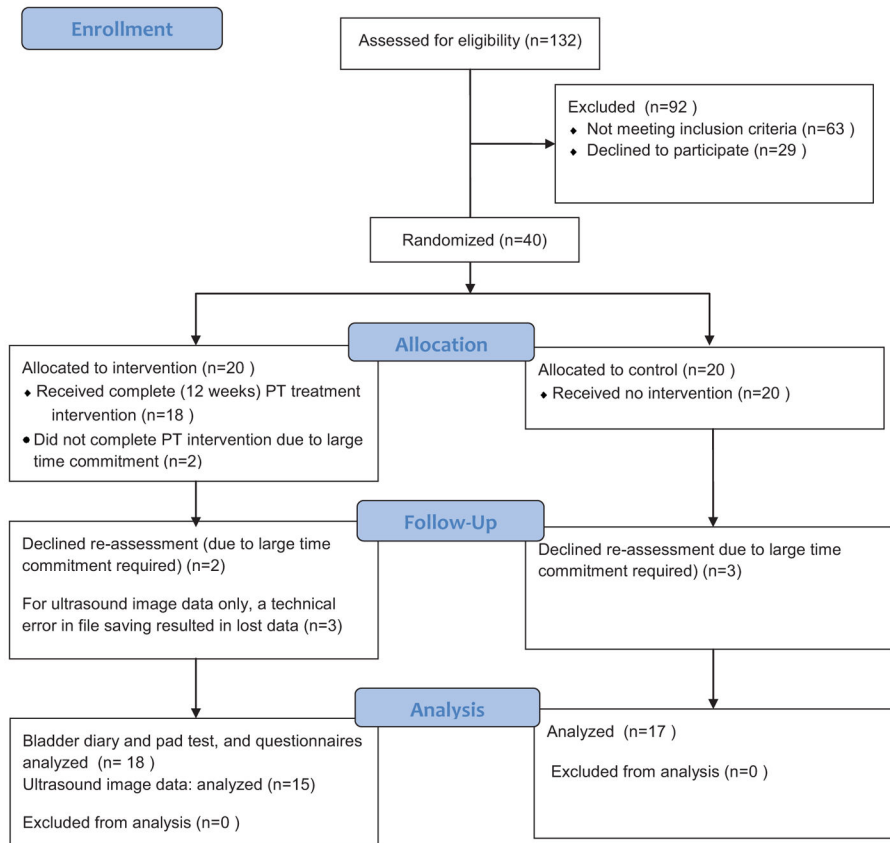 Enrollment
Assessed for eligibility (n=132)
Excluded (n=92 )
⬧ Not meeting inclusion criteria (n=63 )
⬧ Declined to participate (n=29 )
Randomized (n=40)
Allocation
Allocated to intervention (n=20 )
⬧ Received complete (12 weeks) PT treatment
intervention (n=18 )
● Did not complete PT intervention due to large
time commitment (n=2)
Allocated to control (n=20 )
⬧ Received no intervention (n=20 )
Follow-Up
Declined re-assessment (due to large time
commitment required) (n=2)
For ultrasound image data only, a technical
error in file saving resulted in lost data (n=3)
Declined re-assessment due to large time
commitment required) (n=3)
Analysis
Bladder diary and pad test, and questionnaires
analyzed (n= 18 )
Ultrasound image data: analyzed (n=15)
Excluded from analysis (n=0 )
Analyzed (n=17 )
Excluded from analysis (n=0 )